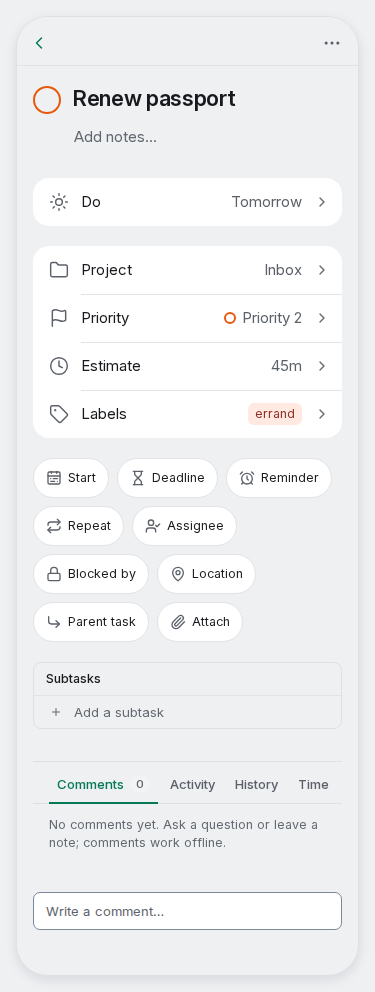 Renew passport
Add notes...
Do Tomorrow
Project Inbox
Priority Priority 2
Estimate 45m
Labels errand
Start Deadline Reminder
Repeat Assignee
Blocked by Location
Parent task Attach
Subtasks
+ Add a subtask
Comments 0 Activity History Time
No comments yet. Ask a question or leave a
note; comments work offline.
Write a comment...